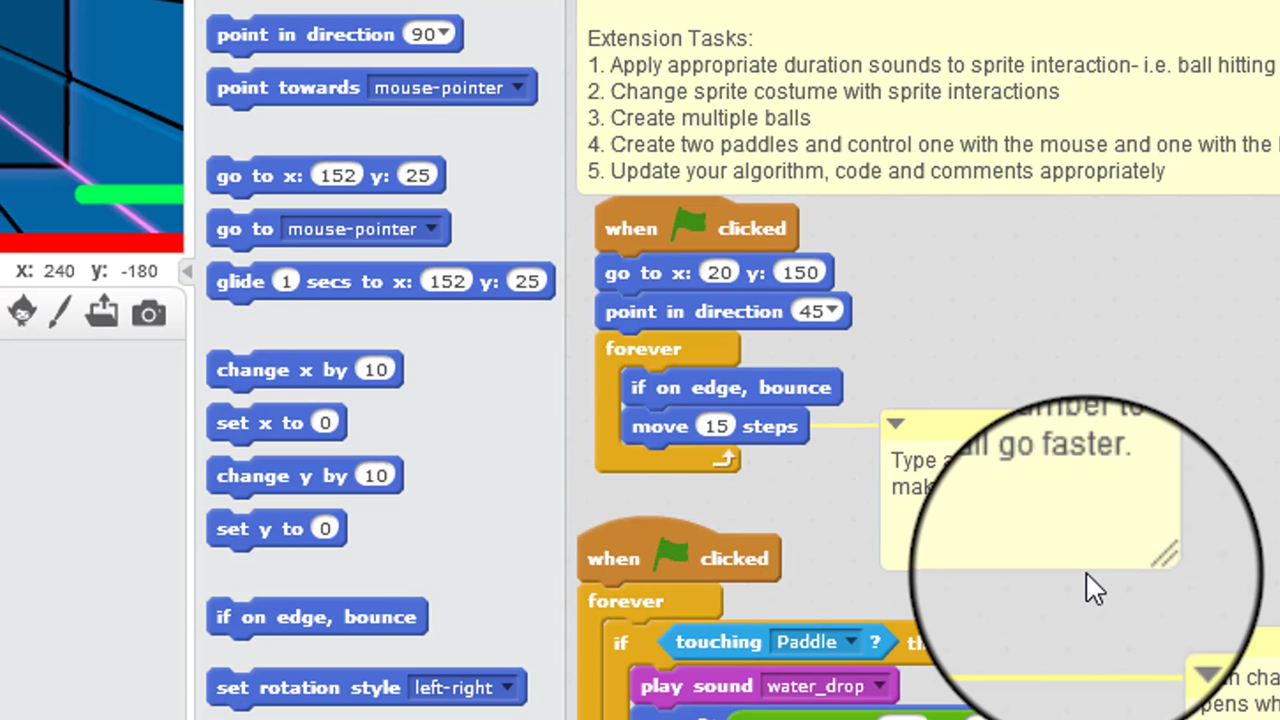 point in direction 90
point towards mouse-pointer
go to x: 152 y: 25
go to mouse-pointer
glide 1 secs to x: 152 y: 25
change x by 10
set x to 0
change y by 10
set y to 0
if on edge, bounce
set rotation style left-right
x: 240 y: -180
Extension Tasks:
1. Apply appropriate duration sounds to sprite interaction- i.e. ball hitting
2. Change sprite costume with sprite interactions
3. Create multiple balls
4. Create two paddles and control one with the mouse and one with the
5. Update your algorithm, code and comments appropriately
when clicked
go to x: 20 y: 150
point in direction 45
forever
if on edge, bounce
move 15 steps
Type
to
go faster.
when clicked
forever
if touching Paddle ?
play sound water_drop